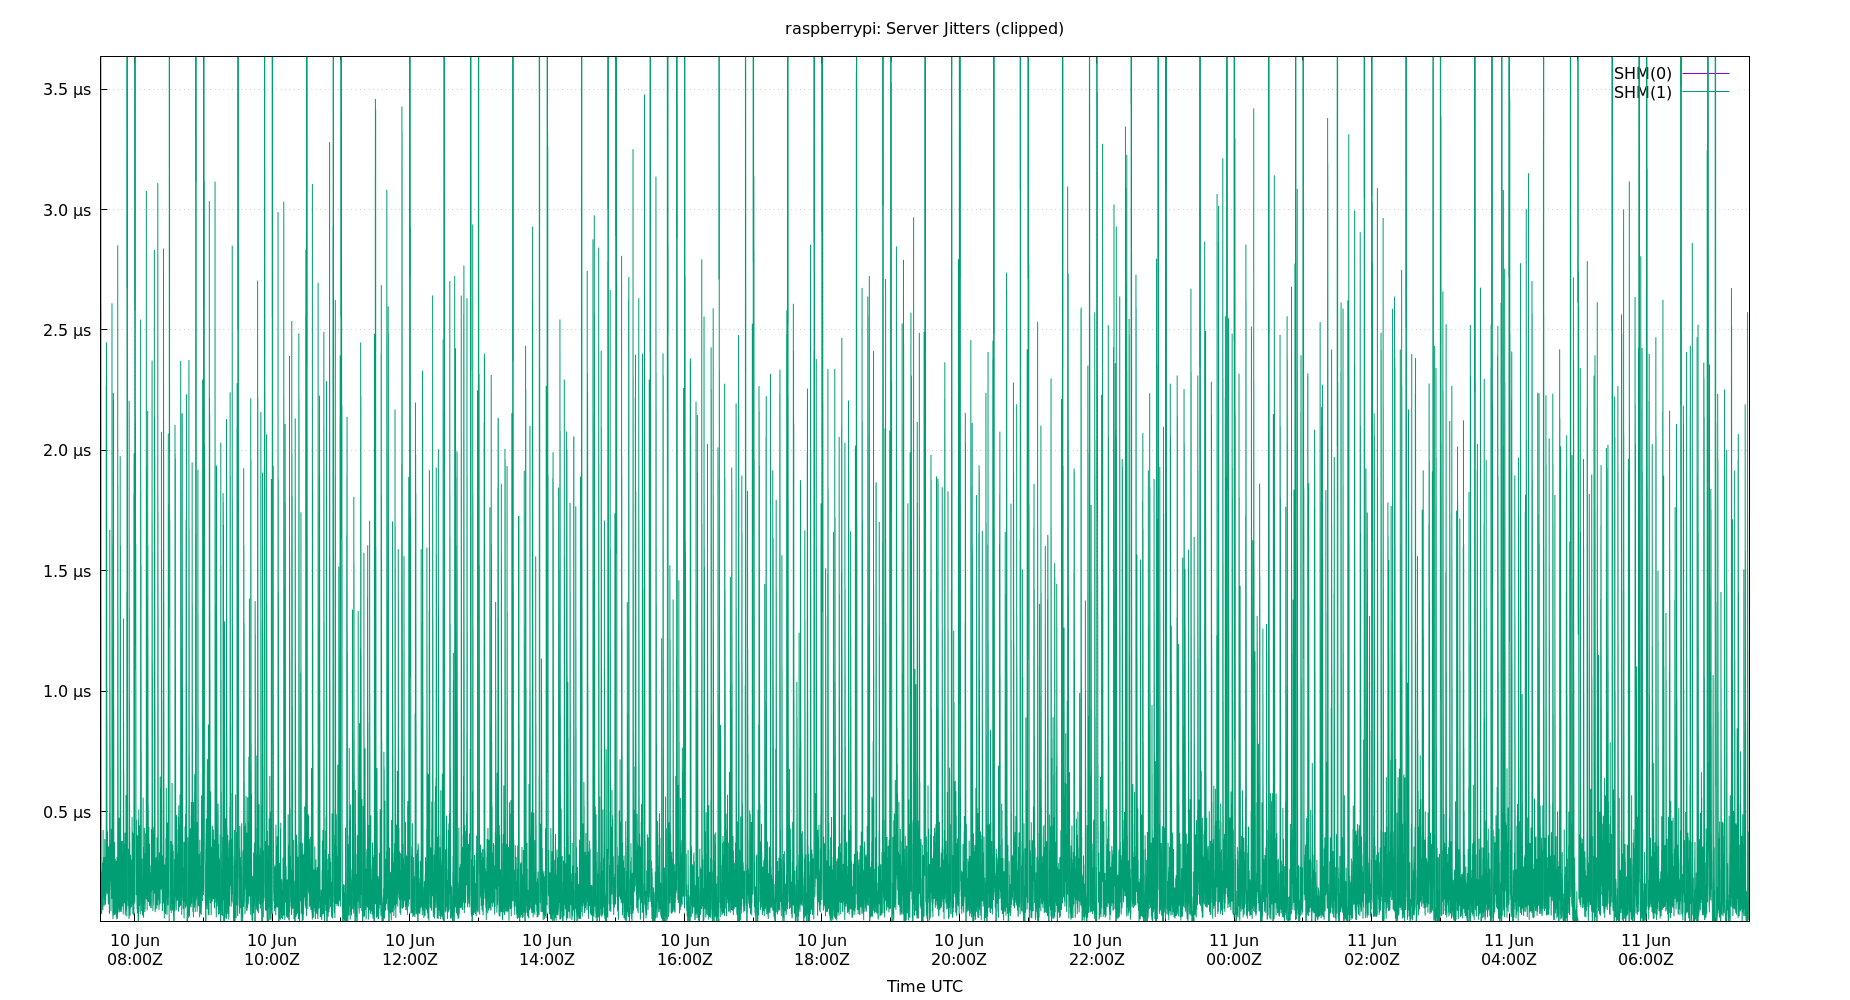 raspberrypi: Server Jitters (clipped)
SHM(0)
SHM(1)
3.5 µs
3.0 µs
2.5 µs
2.0 µs
1.5 µs
1.0 µs
0.5 µs
10 Jun 10 Jun 10 Jun 10 Jun 10 Jun 10 Jun 10 Jun 10 Jun 11 Jun 11 Jun 11 Jun 11 Jun
08:00Z 10:00Z 12:00Z 14:00Z 16:00Z 18:00Z 20:00Z 22:00Z 00:00Z 02:00Z 04:00Z 06:00Z
Time UTC